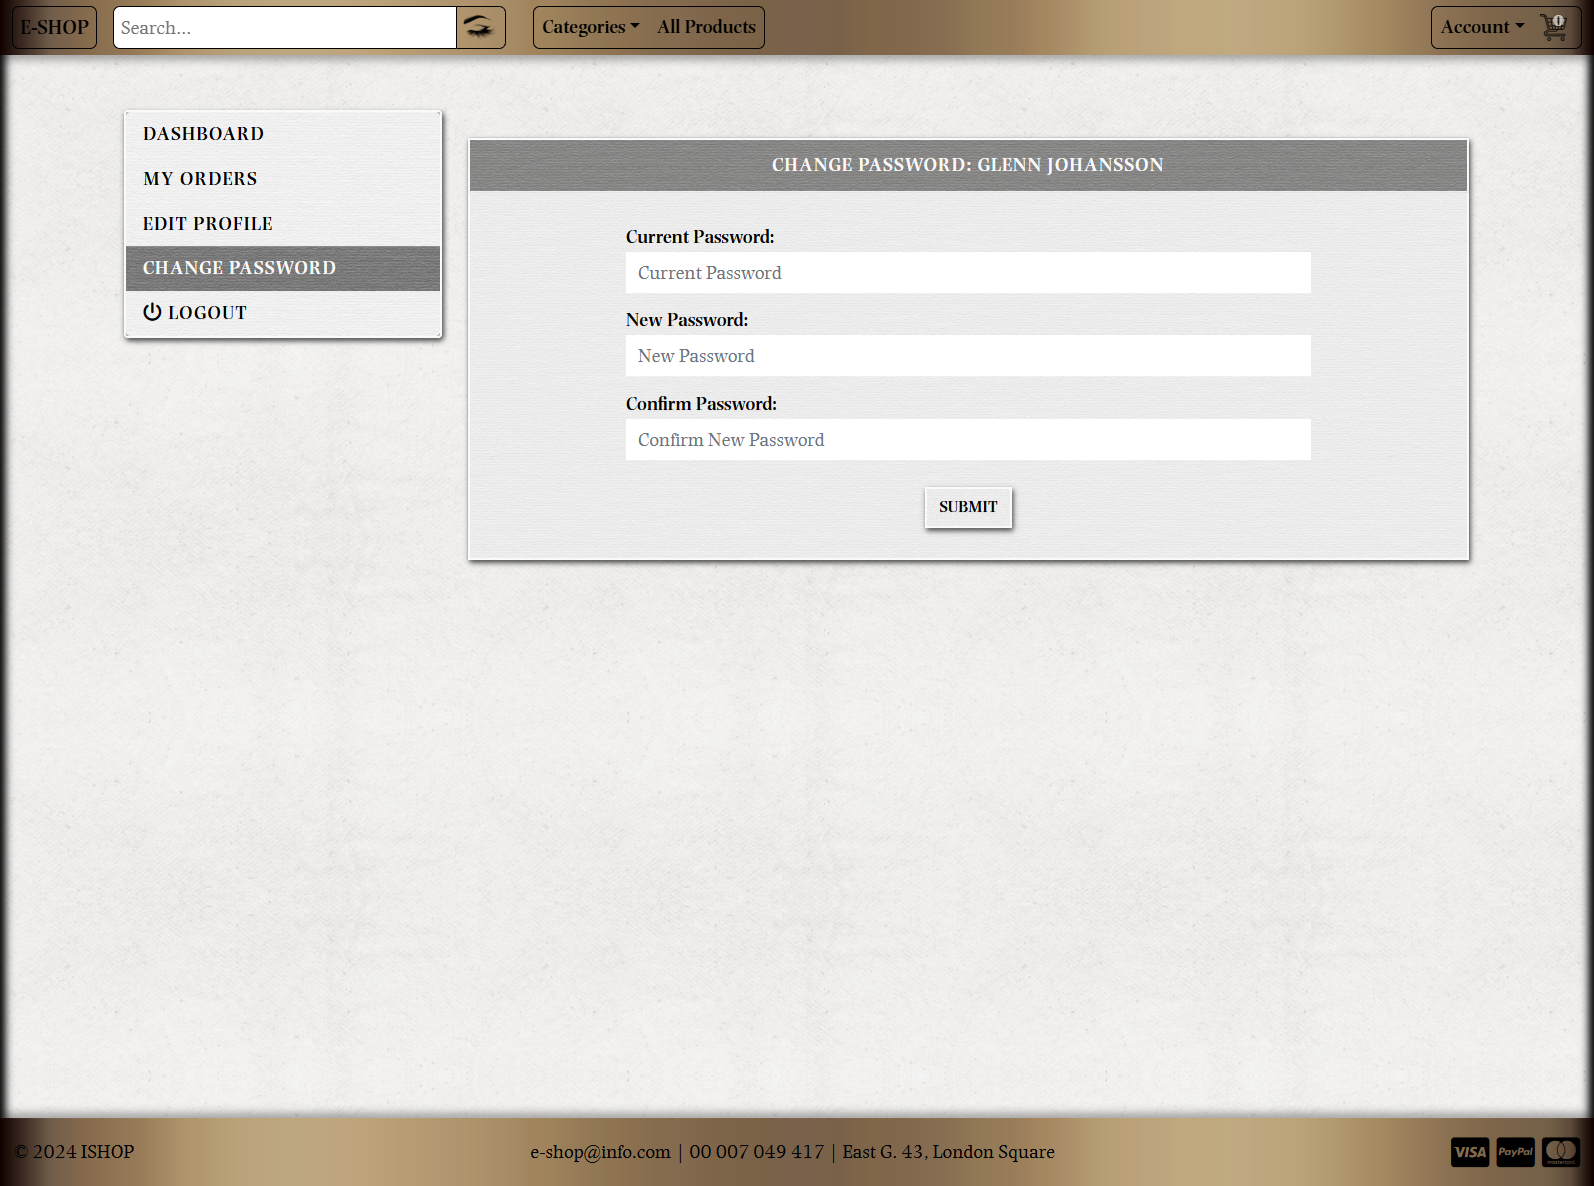 E-SHOP
Search...
Categories
All Products
Account
DASHBOARD
MY ORDERS
EDIT PROFILE
CHANGE PASSWORD
LOGOUT
CHANGE PASSWORD: GLENN JOHANSSON
Current Password:
Current Password
New Password:
New Password
Confirm Password:
Confirm New Password
SUBMIT
© 2024 ISHOP
e-shop@info.com | 00 007 049 417 | East G. 43, London Square
VISA
PayPal
mastercard